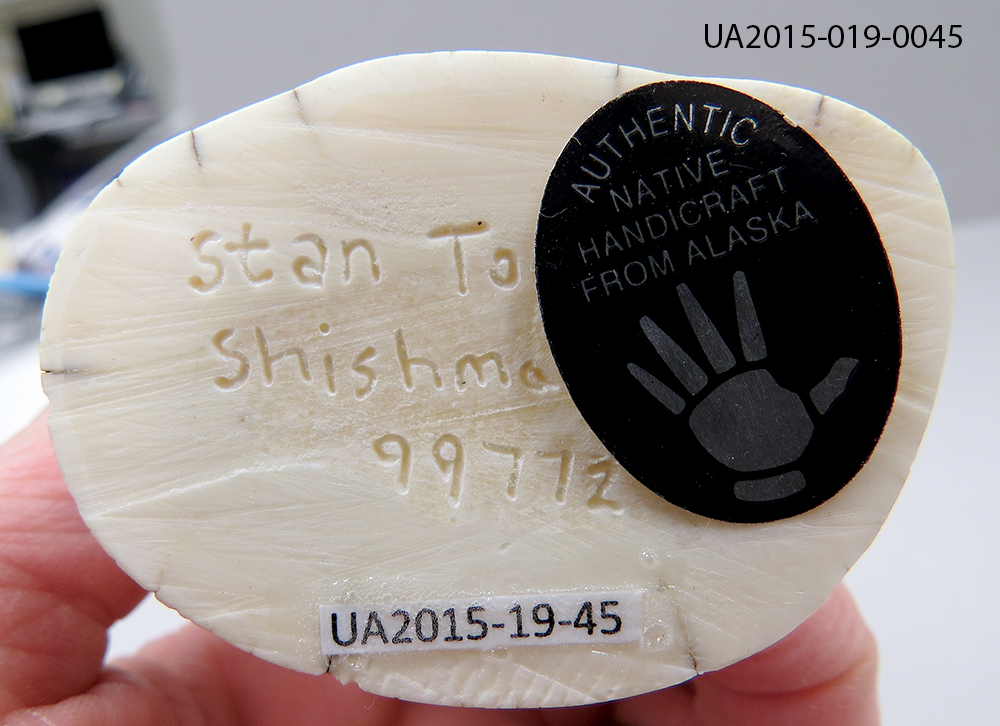 UA2015-019-0045
AUTHENTIC
NATIVE
HANDICRAFT
FROM ALASKA
Stan To
Shishma
99772
UA2015-19-45